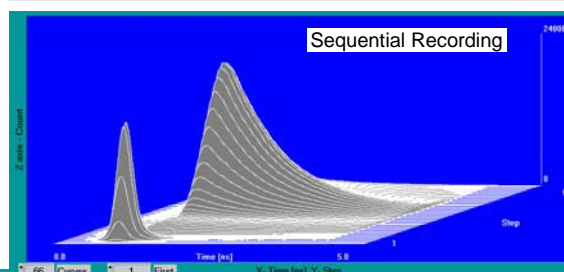 Sequential Recording
24000
Z axis - Count
0
Step
1
0.0 Time [ns] 5.0
66 Curves 1 First X- Time [ns], Y- Step